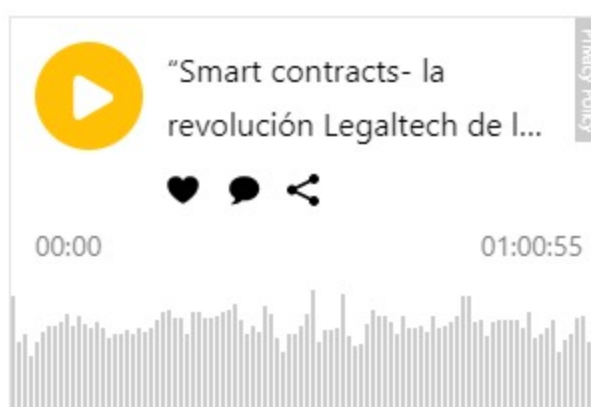 “Smart contracts- la
revolución Legaltech de l...
Privacy Policy
00:00
01:00:55